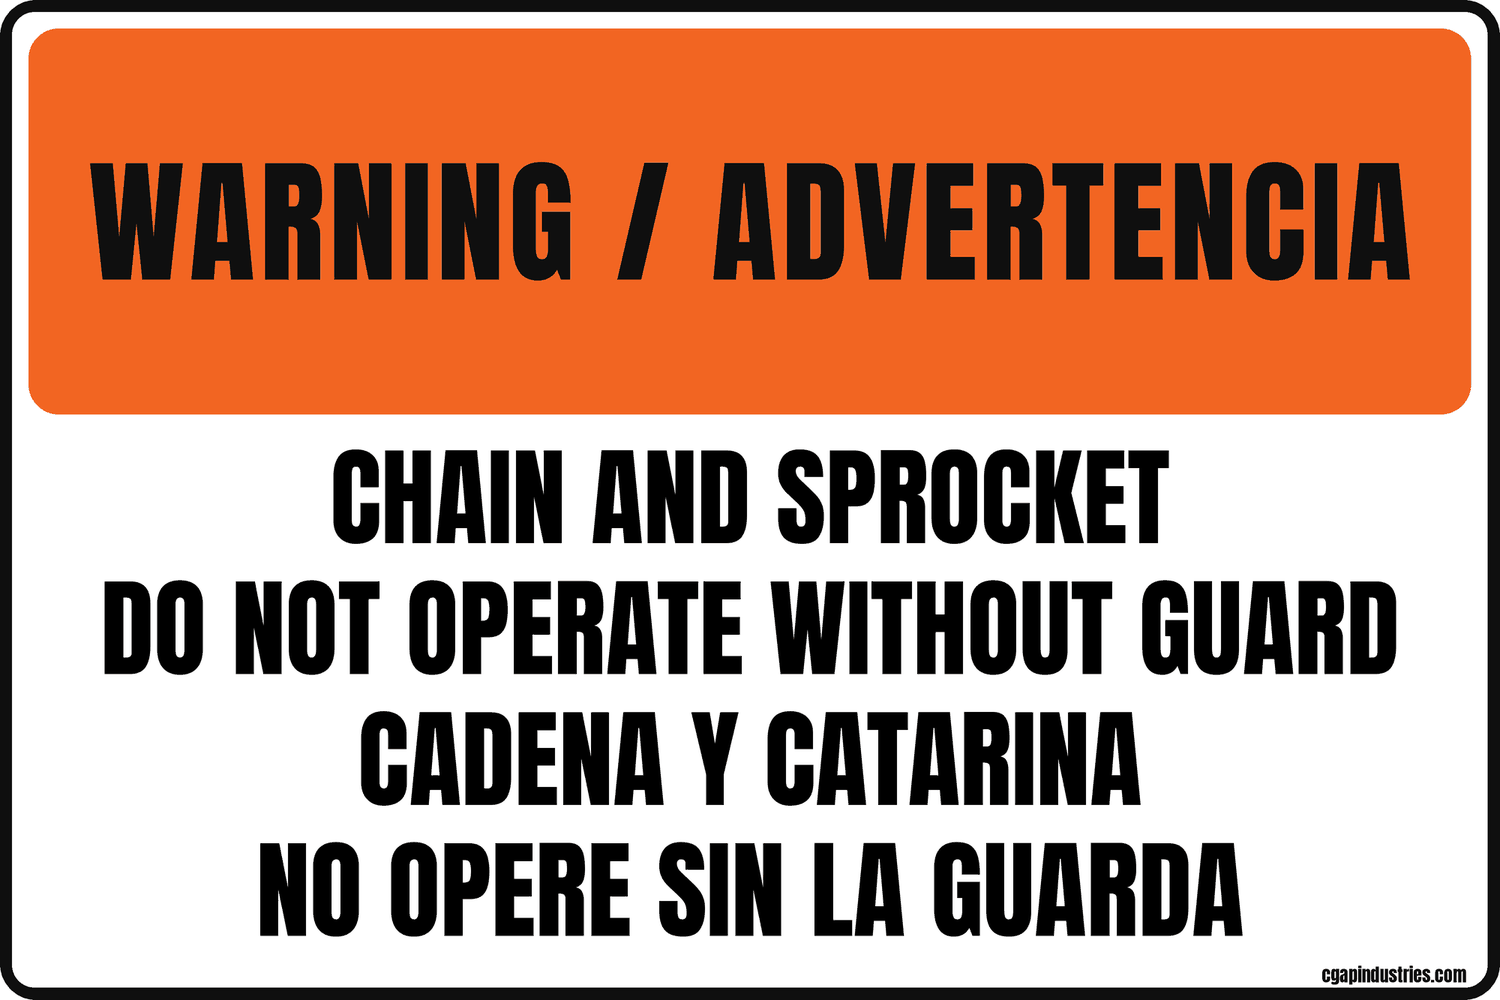 WARNING / ADVERTENCIA
CHAIN AND SPROCKET
DO NOT OPERATE WITHOUT GUARD
CADENA Y CATARINA
NO OPERE SIN LA GUARDA
cgapindustries.com